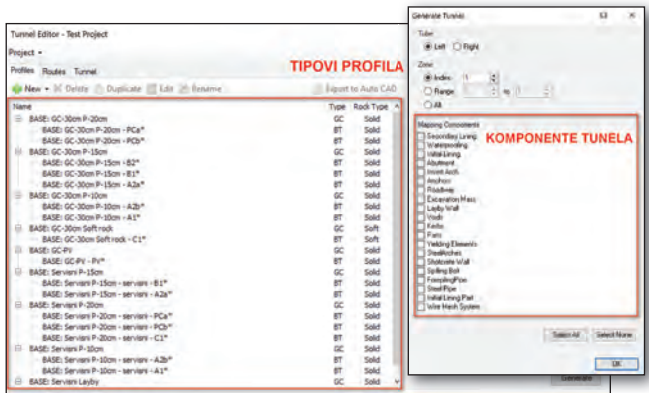 Tunnel Editor - Test Project
Project
Profiles Routes Tunnel
TIPOVI PROFILA
New Delete Duplicate Edit Rename Export to Auto CAD
Name Type Rock Type
BASE: GC-30cm P-20cm GC Solid
BASE: GC-30cm P-20cm - PCa* BT Solid
BASE: GC-30cm P-20cm - PCb* BT Solid
BASE: GC-30cm P-15cm GC Solid
BASE: GC-30cm P-15cm - B2* BT Solid
BASE: GC-30cm P-15cm - B1* BT Solid
BASE: GC-30cm P-15cm - A2a* BT Solid
BASE: GC-30cm P-10cm GC Solid
BASE: GC-30cm P-10cm - A2b* BT Solid
BASE: GC-30cm P-10cm - A1* BT Solid
BASE: GC-30cm Soft rock GC Soft
BASE: GC-30cm Soft rock - C1* BT Soft
BASE: GC-PV GC Solid
BASE: GC-PV - PV* BT Solid
BASE: Servisni P-15cm GC Solid
BASE: Servisni P-15cm - servisni - B1* BT Solid
BASE: Servisni P-15cm - servisni - A2a* BT Solid
BASE: Servisni P-20cm GC Solid
BASE: Servisni P-20cm - servisni - PCa* BT Solid
BASE: Servisni P-20cm - servisni - PCb* BT Solid
BASE: Servisni P-20cm - servisni - C1* BT Solid
BASE: Servisni P-10cm GC Solid
BASE: Servisni P-10cm - servisni - A2b* BT Solid
BASE: Servisni P-10cm - servisni - A1* BT Solid
BASE: Servisni Layby GC Solid
Generate
Generate Tunnel
Tube
Left Right
Zone
Index 1
Range 1 to 1
All
Mapping Components
KOMPONENTE TUNELA
Secondary Lining
Waterproofing
Initial Lining
Abutment
Invert Arch
Anchors
Roadway
Excavation Mass
Layby Wall
Voids
Kerbs
Yielding Elements
SteelArches
Shotcrete Wall
Spiling Bolt
ForepilingPipe
Steel Pipe
Initial Lining Part
Wire Mesh System
Select All Select None
OK